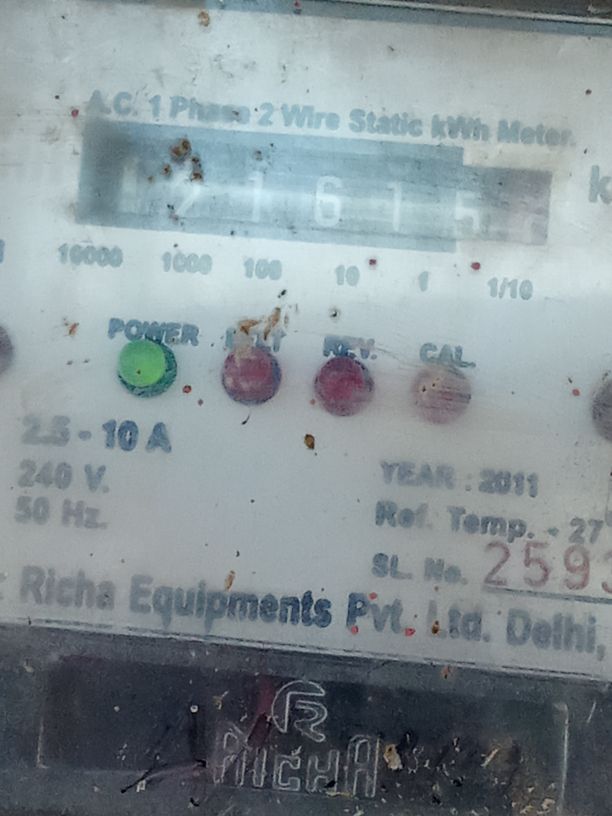 A.C. 1 Phase 2 Wire Static kWh Meter.
1 2 1 6 1 5
10000 1000 100 10 1 1/10
POWER REV. CAL.
2.5 - 10 A
240 V.
50 Hz.
YEAR : 2011
Ref. Temp. - 27
SL. No. 2593
: Richa Equipments Pvt. Ltd. Delhi,
RICHA